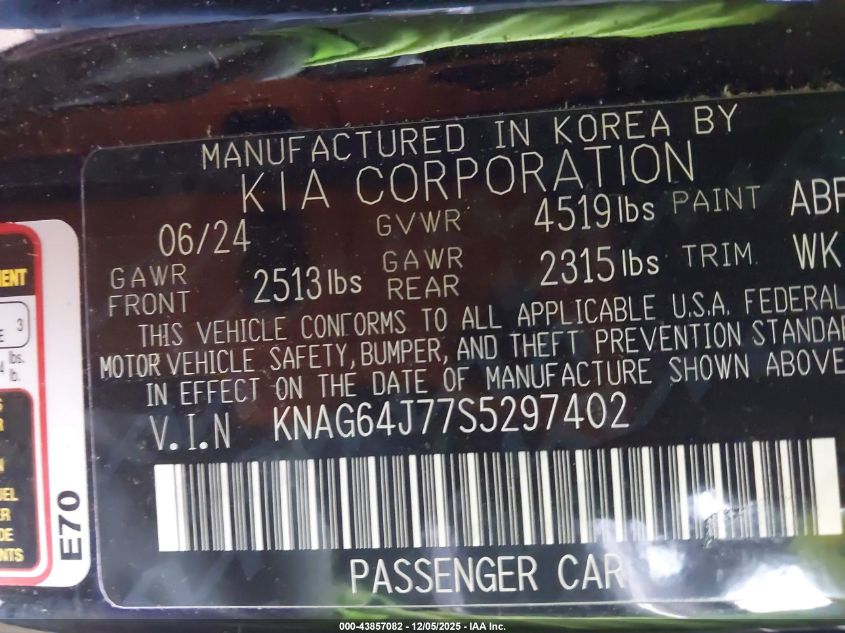 MANUFACTURED IN KOREA BY
KIA CORPORATION
06/24 GVWR 4519 lbs PAINT ABP
GAWR FRONT 2513 lbs GAWR REAR 2315 lbs TRIM. WK
THIS VEHICLE CONFORMS TO ALL APPLICABLE U.S.A. FEDERAL
MOTOR VEHICLE SAFETY, BUMPER, AND THEFT PREVENTION STANDAR
IN EFFECT ON THE DATE OF MANUFACTURE SHOWN ABOVE
V.I.N KNAG64J77S5297402
PASSENGER CAR
E70
3
lbs.
lb.
000-43857082 - 12/05/2025 - IAA Inc.